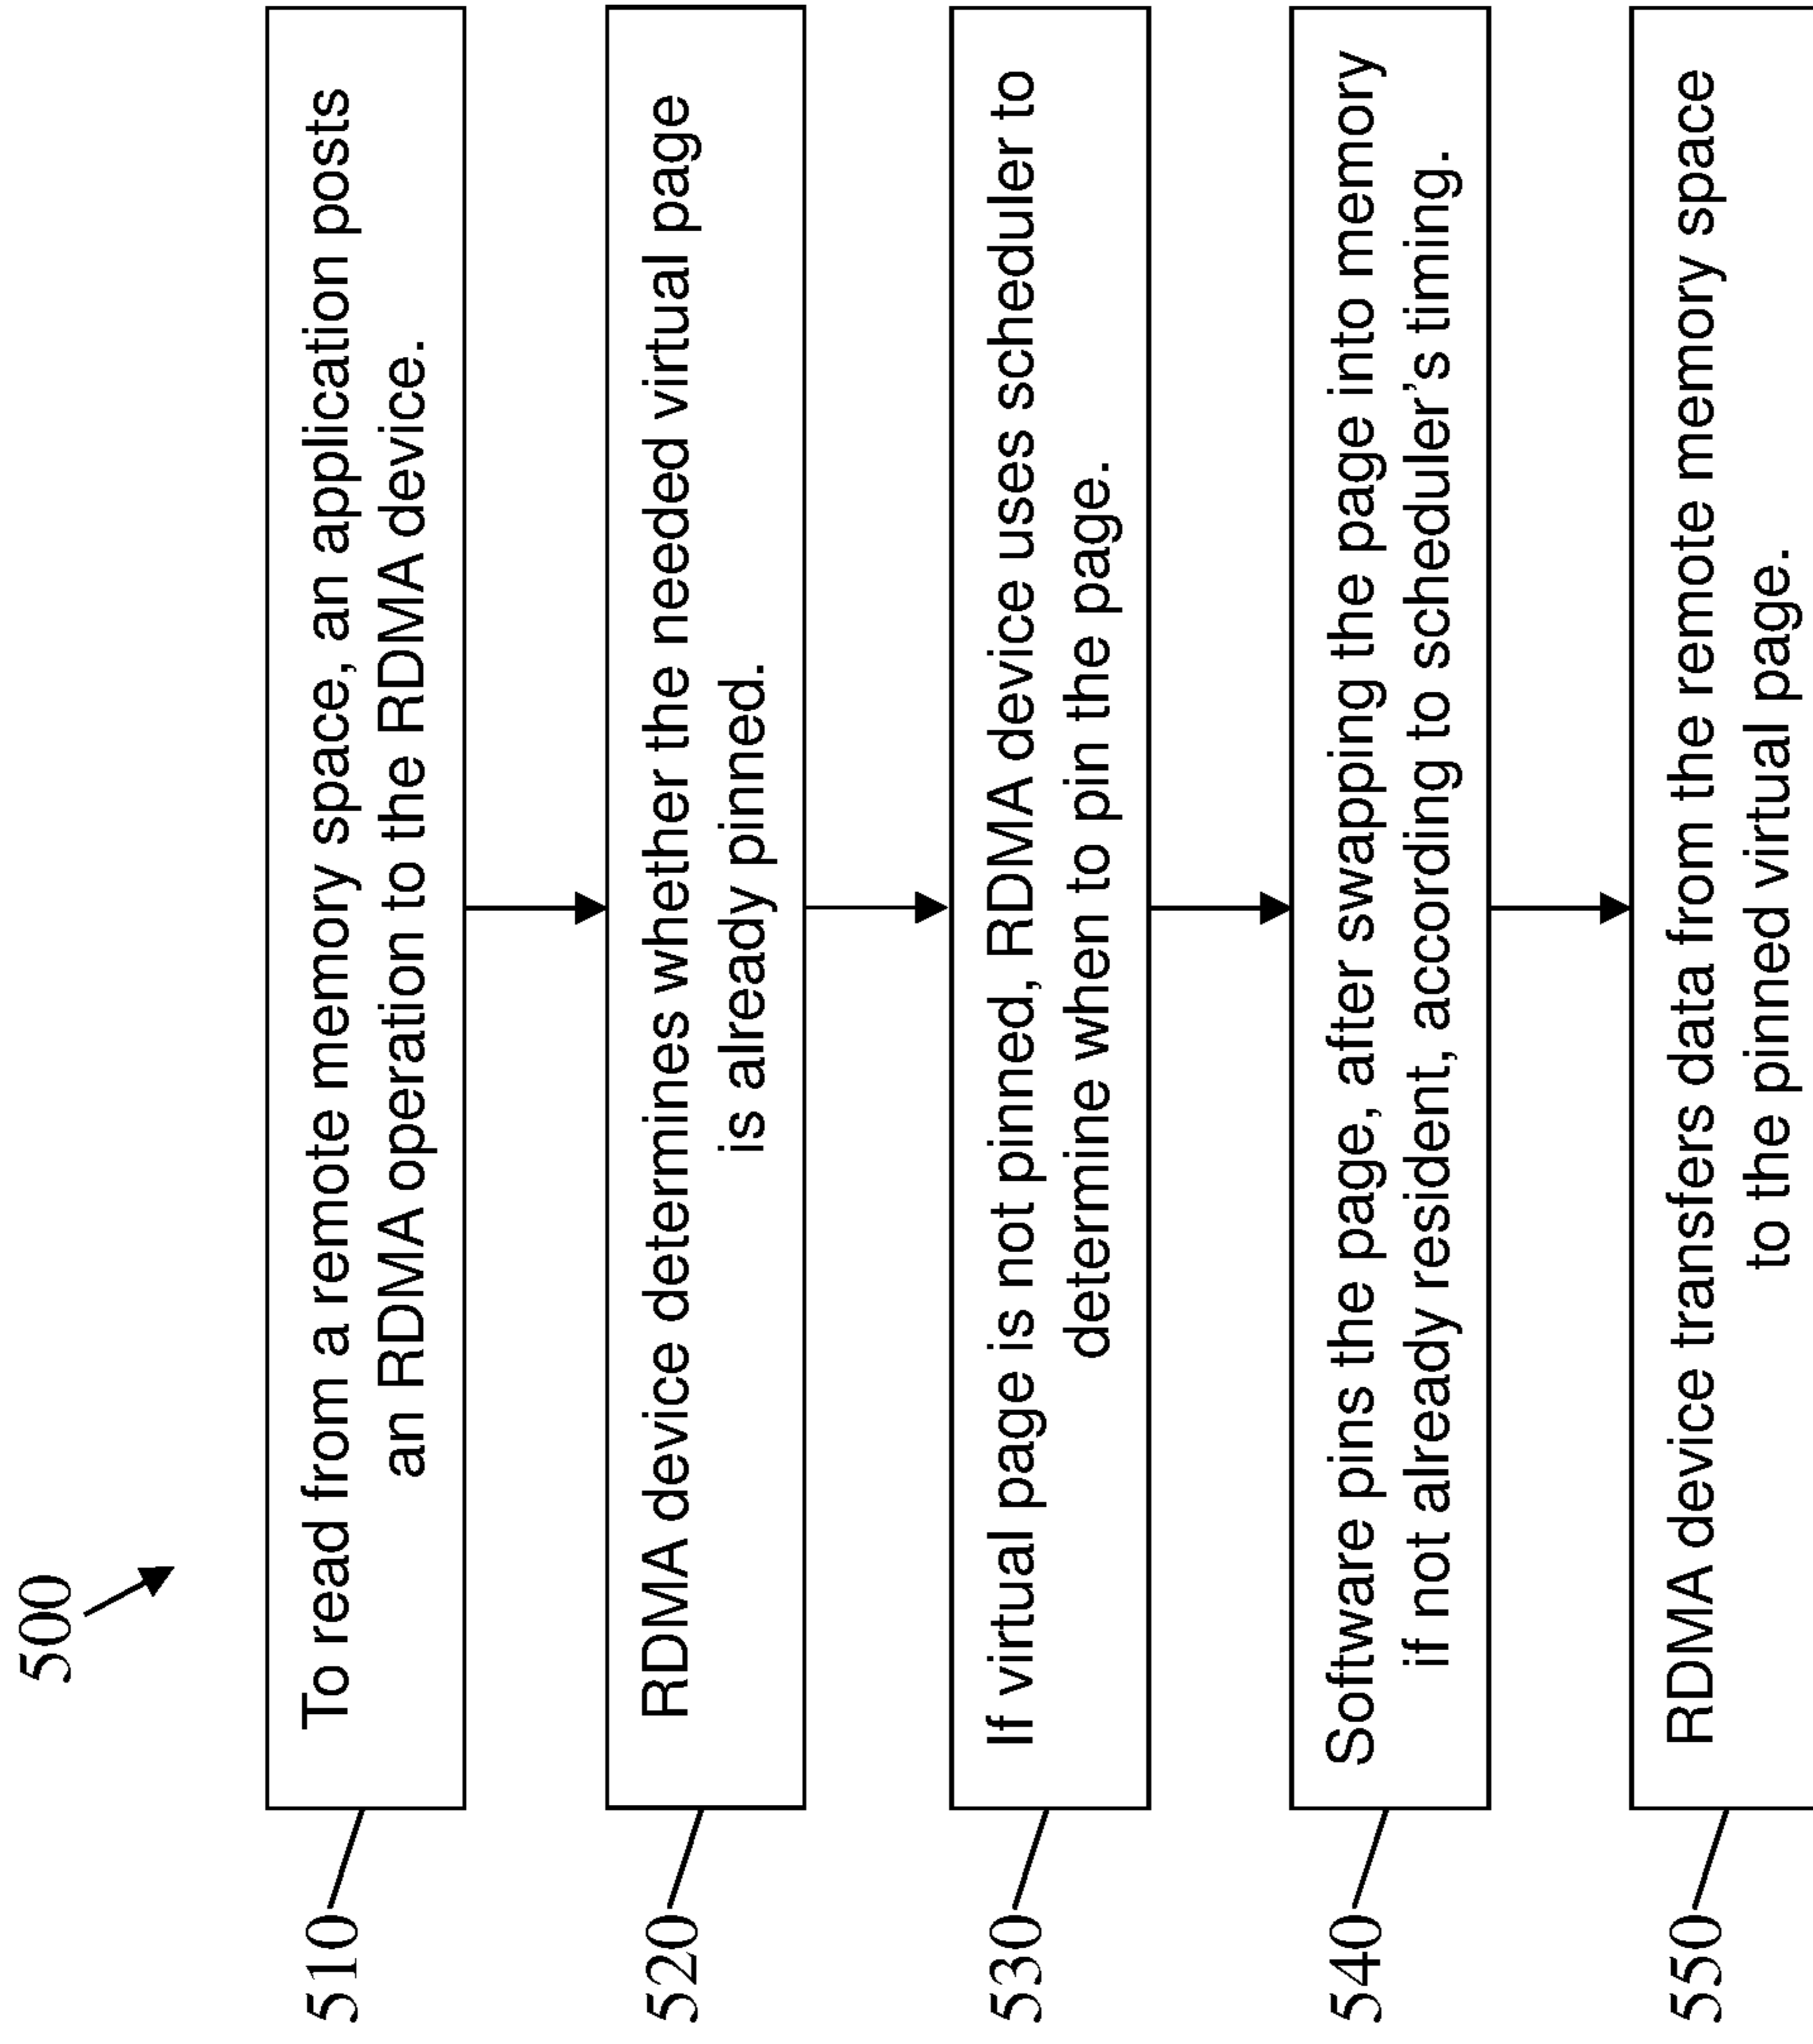 500
510
To read from a remote memory space, an application posts
an RDMA operation to the RDMA device.
520
RDMA device determines whether the needed virtual page
is already pinned.
530
If virtual page is not pinned, RDMA device uses scheduler to
determine when to pin the page.
540
Software pins the page, after swapping the page into memory
if not already resident, according to scheduler's timing.
550
RDMA device transfers data from the remote memory space
to the pinned virtual page.